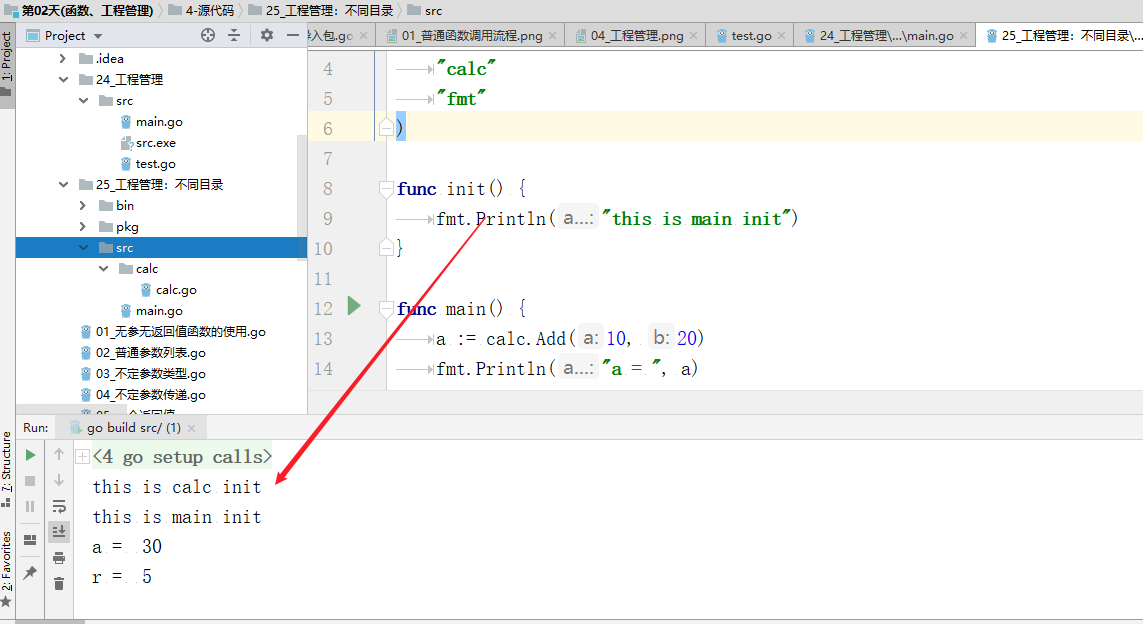 第02天(函数、工程管理) 〉 4-源代码 〉 25_工程管理：不同目录 〉 src
1: Project
Project
.idea
24_工程管理
src
main.go
src.exe
test.go
25_工程管理：不同目录
bin
pkg
src
calc
calc.go
main.go
01_无参无返回值函数的使用.go
02_普通参数列表.go
03_不定参数类型.go
04_不定参数传递.go
导入包.go × 01_普通函数调用流程.png × 04_工程管理.png × test.go × 24_工程管理\...\main.go × 25_工程管理：不同目录\...
4 "calc"
5 "fmt"
6 )
7
8 func init() {
9 fmt.Println( a...: "this is main init")
10 }
11
12 func main() {
13 a := calc.Add( a: 10, b: 20)
14 fmt.Println( a...: "a = ", a)
Run: go build src/ (1) ×
7: Structure
2: Favorites
<4 go setup calls>
this is calc init
this is main init
a = 30
r = 5